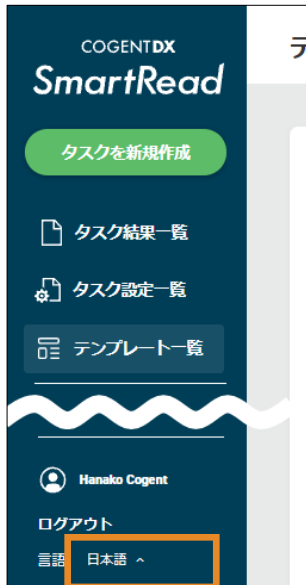 COGENTDX
SmartRead
タスクを新規作成
タスク結果一覧
タスク設定一覧
テンプレート一覧
Hanako Cogent
ログアウト
言語 日本語
テ